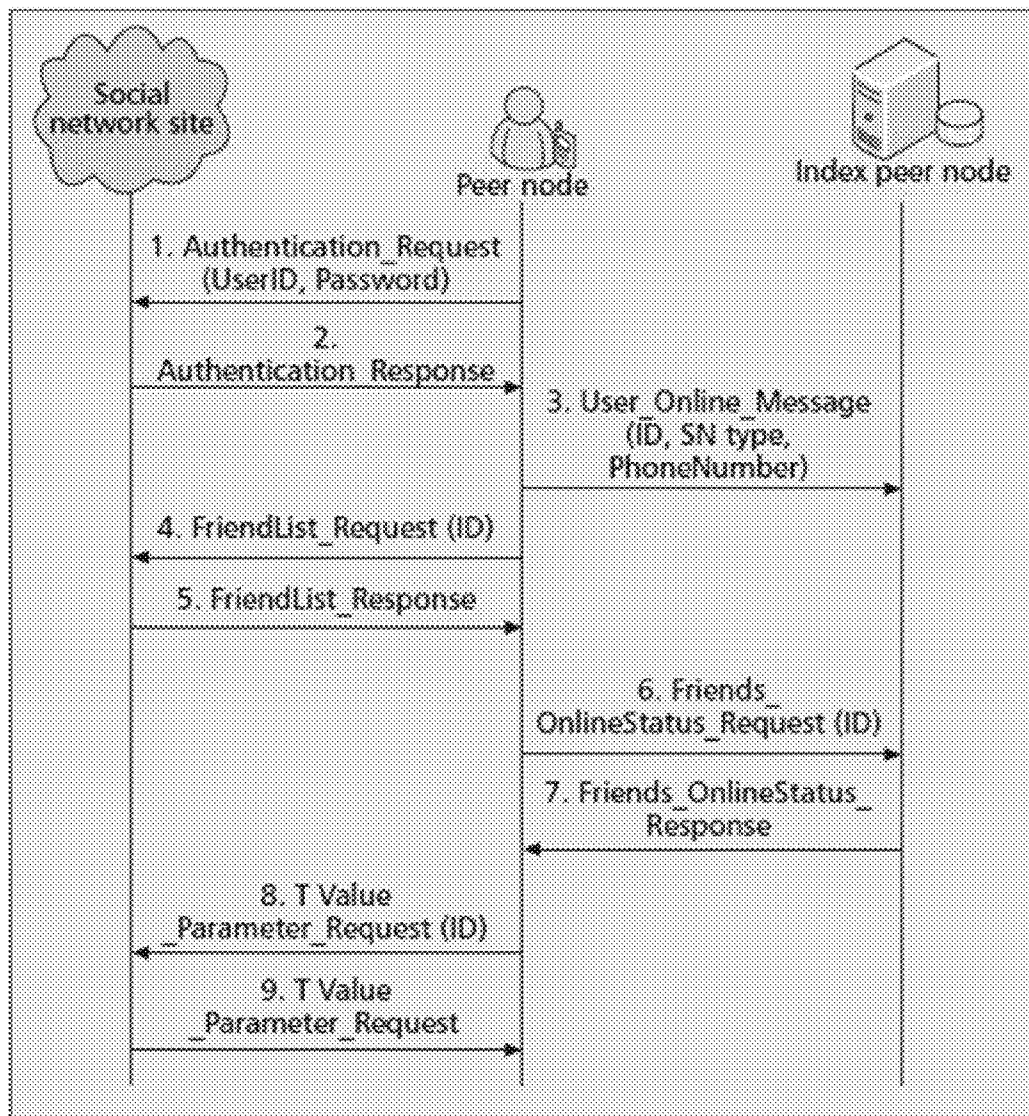 Social
network site
Peer node
Index peer node
1. Authentication_Request
(UserID, Password)
2.
Authentication_Response
3. User_Online_Message
(ID, SN type,
PhoneNumber)
4. FriendList_Request (ID)
5. FriendList_Response
6. Friends_
OnlineStatus_Request (ID)
7. Friends_OnlineStatus_
Response
8. T Value
_Parameter_Request (ID)
9. T Value
_Parameter_Request